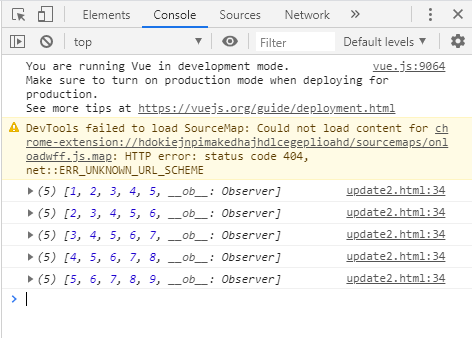 Elements Console Sources
top Filter Default levels
You are running Vue in development mode. vue.js:9064
Make sure to turn on production mode when deploying for
production.
See more tips at https://vuejs.org/guide/deployment.html
DevTools failed to load SourceMap: Could not load content for c
hrome-extension://hdokiejnpimakedhajhdlcegeplioahd/sourcemaps/onl
oadwff.js.map: HTTP error: status code 404,
net::ERR_UNKNOWN_URL_SCHEME
(5) [1, 2, 3, 4, 5, __ob__: Observer] update2.html:34
(5) [2, 3, 4, 5, 6, __ob__: Observer] update2.html:34
(5) [3, 4, 5, 6, 7, __ob__: Observer] update2.html:34
(5) [4, 5, 6, 7, 8, __ob__: Observer] update2.html:34
(5) [5, 6, 7, 8, 9, __ob__: Observer] update2.html:34